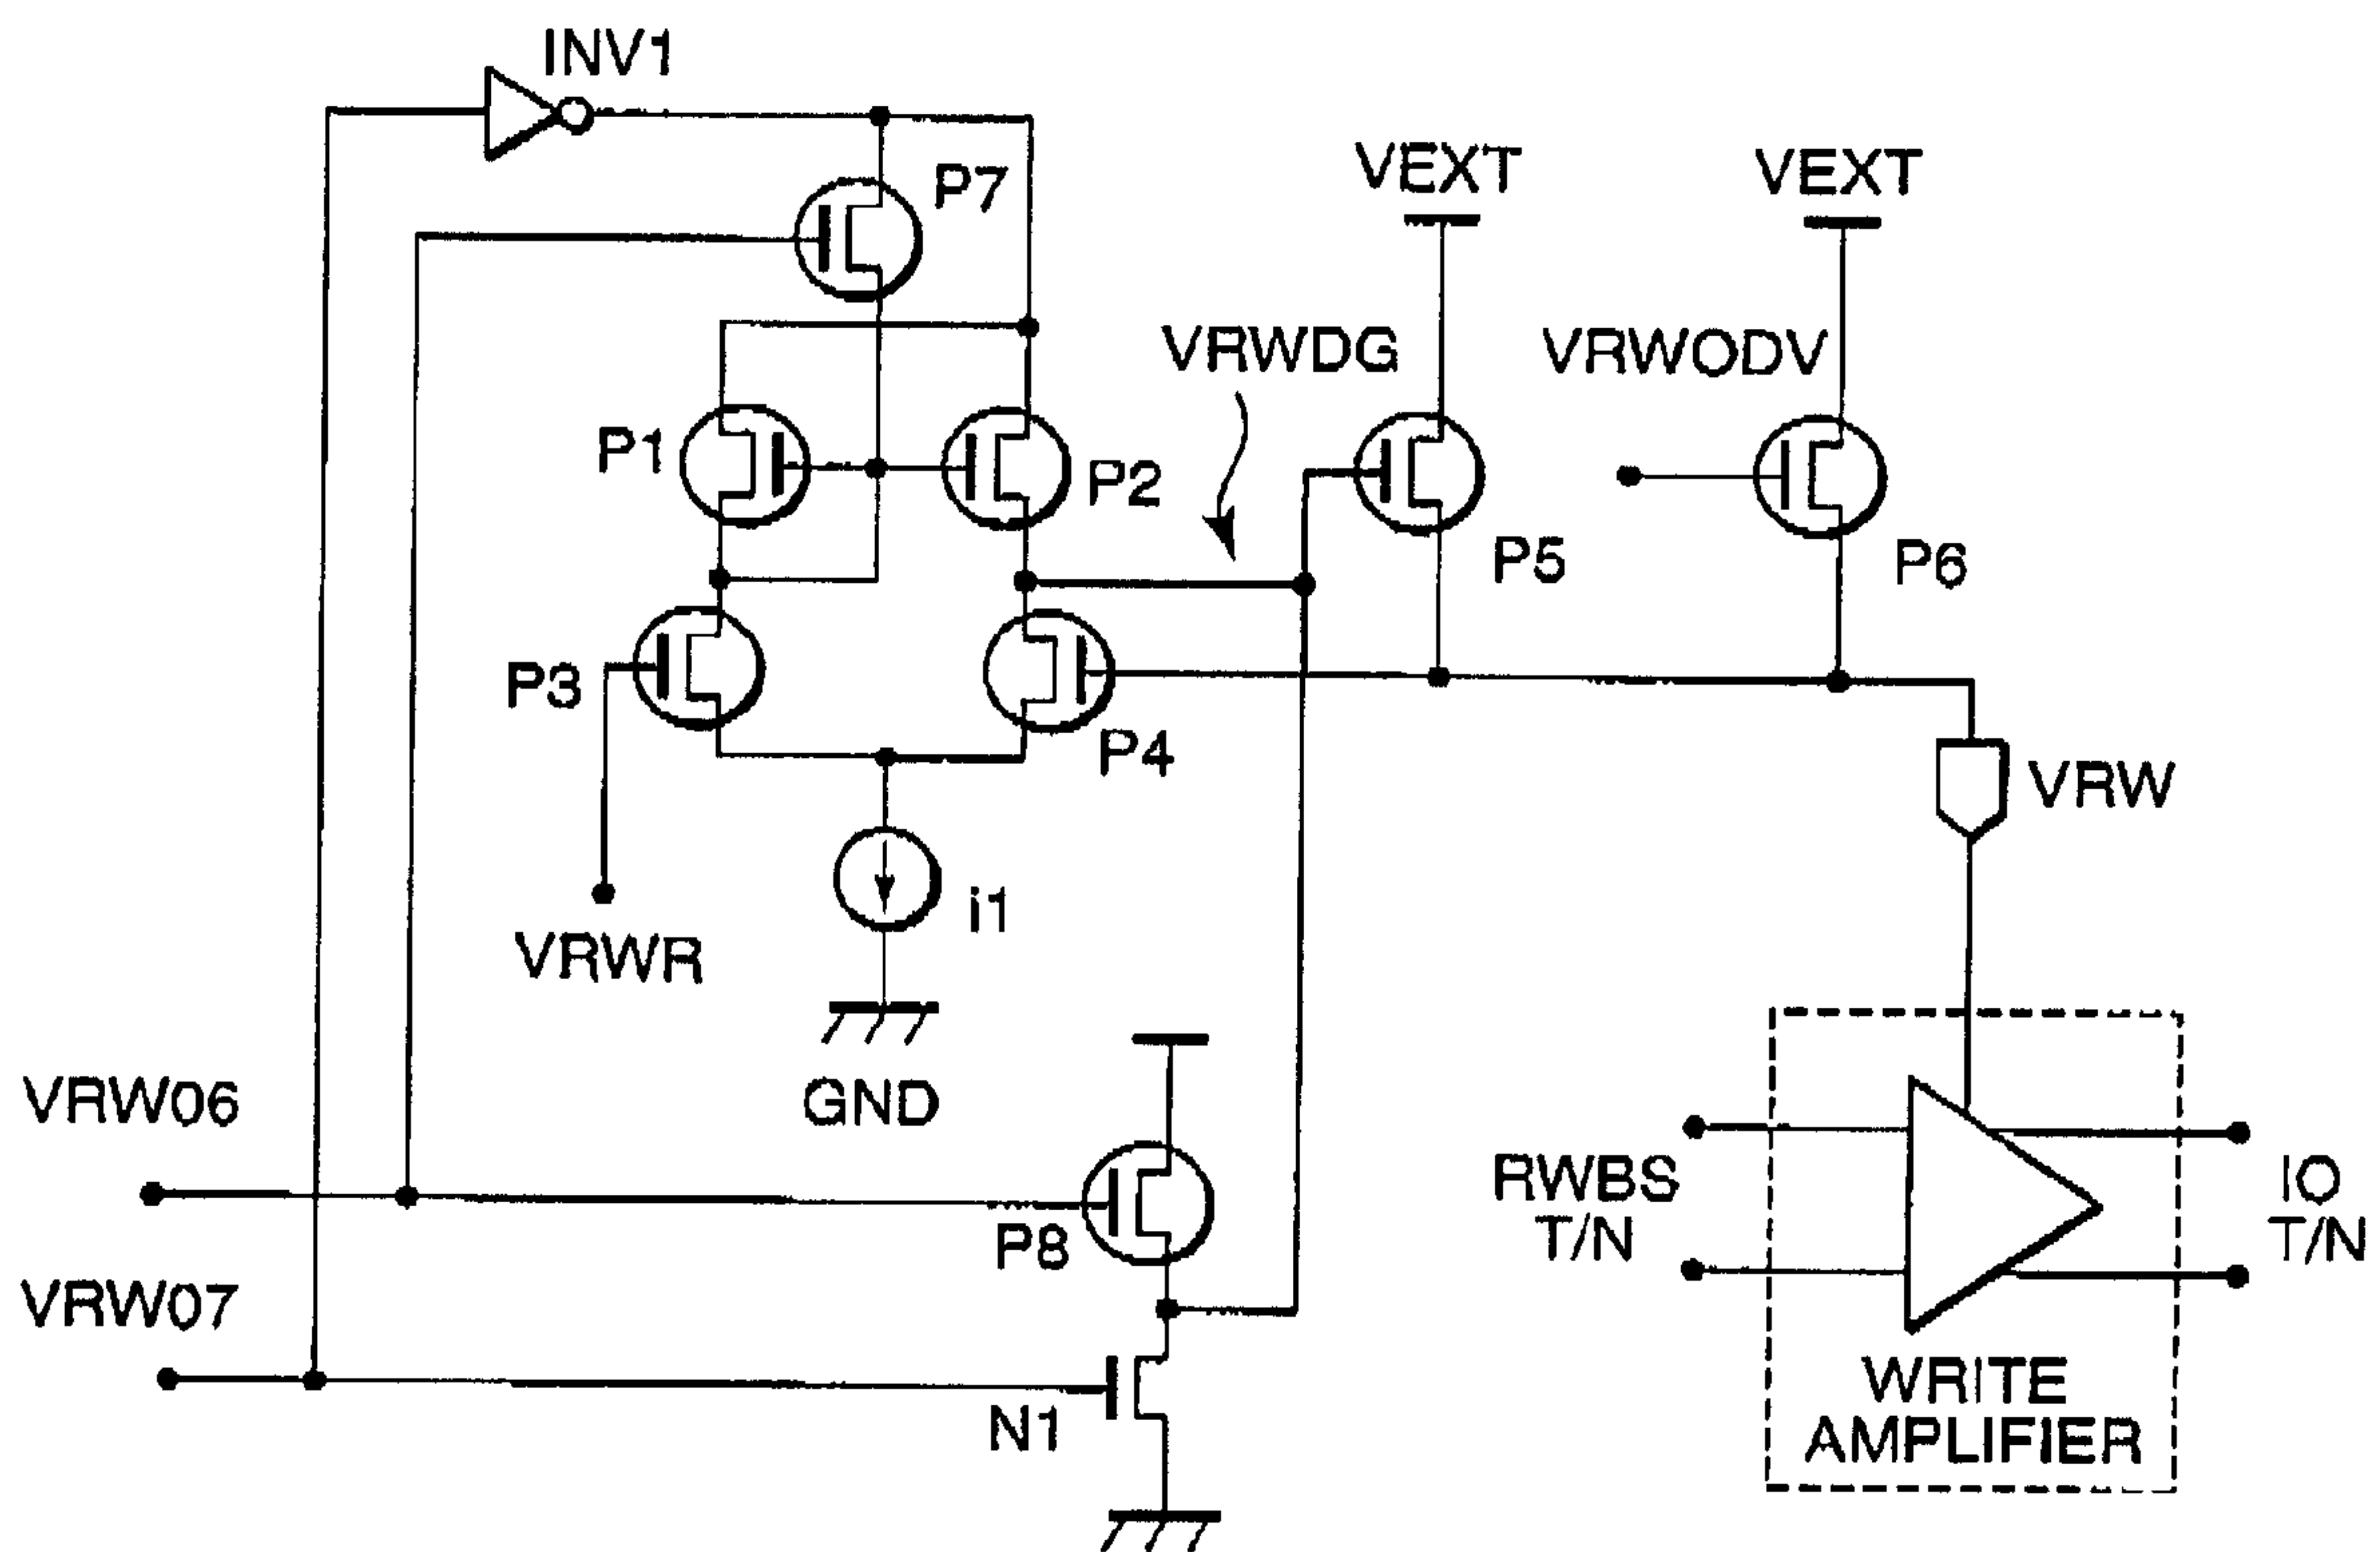 INV1
P7
VEXT
VEXT
VRWDG
VRWODV
P1
P2
P5
P6
P3
P4
VRW
i1
VRWR
GND
VRW06
P8
RWBS
T/N
IO
T/N
VRW07
N1
WRITE
AMPLIFIER